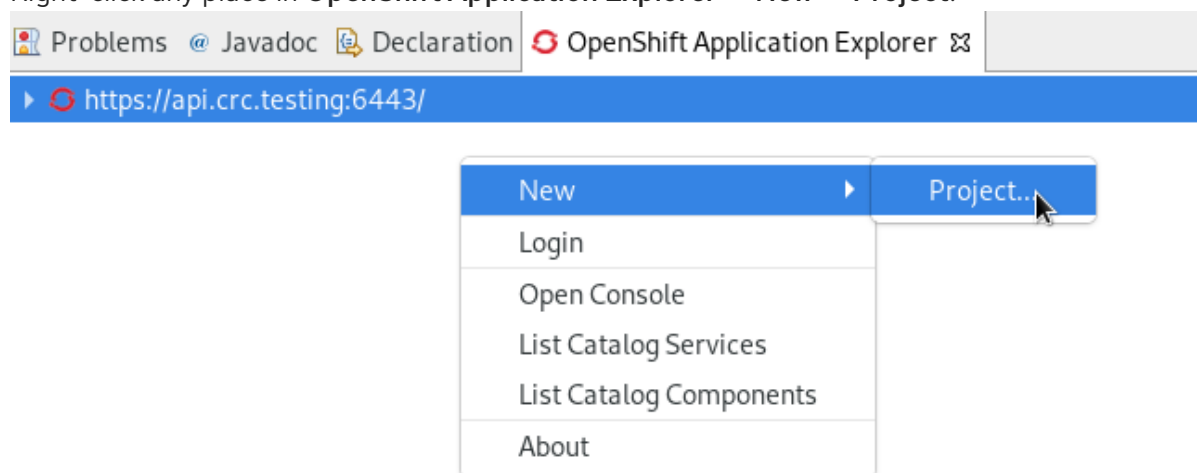 Problems @ Javadoc Declaration OpenShift Application Explorer
https://api.crc.testing:6443/
New Project...
Login
Open Console
List Catalog Services
List Catalog Components
About